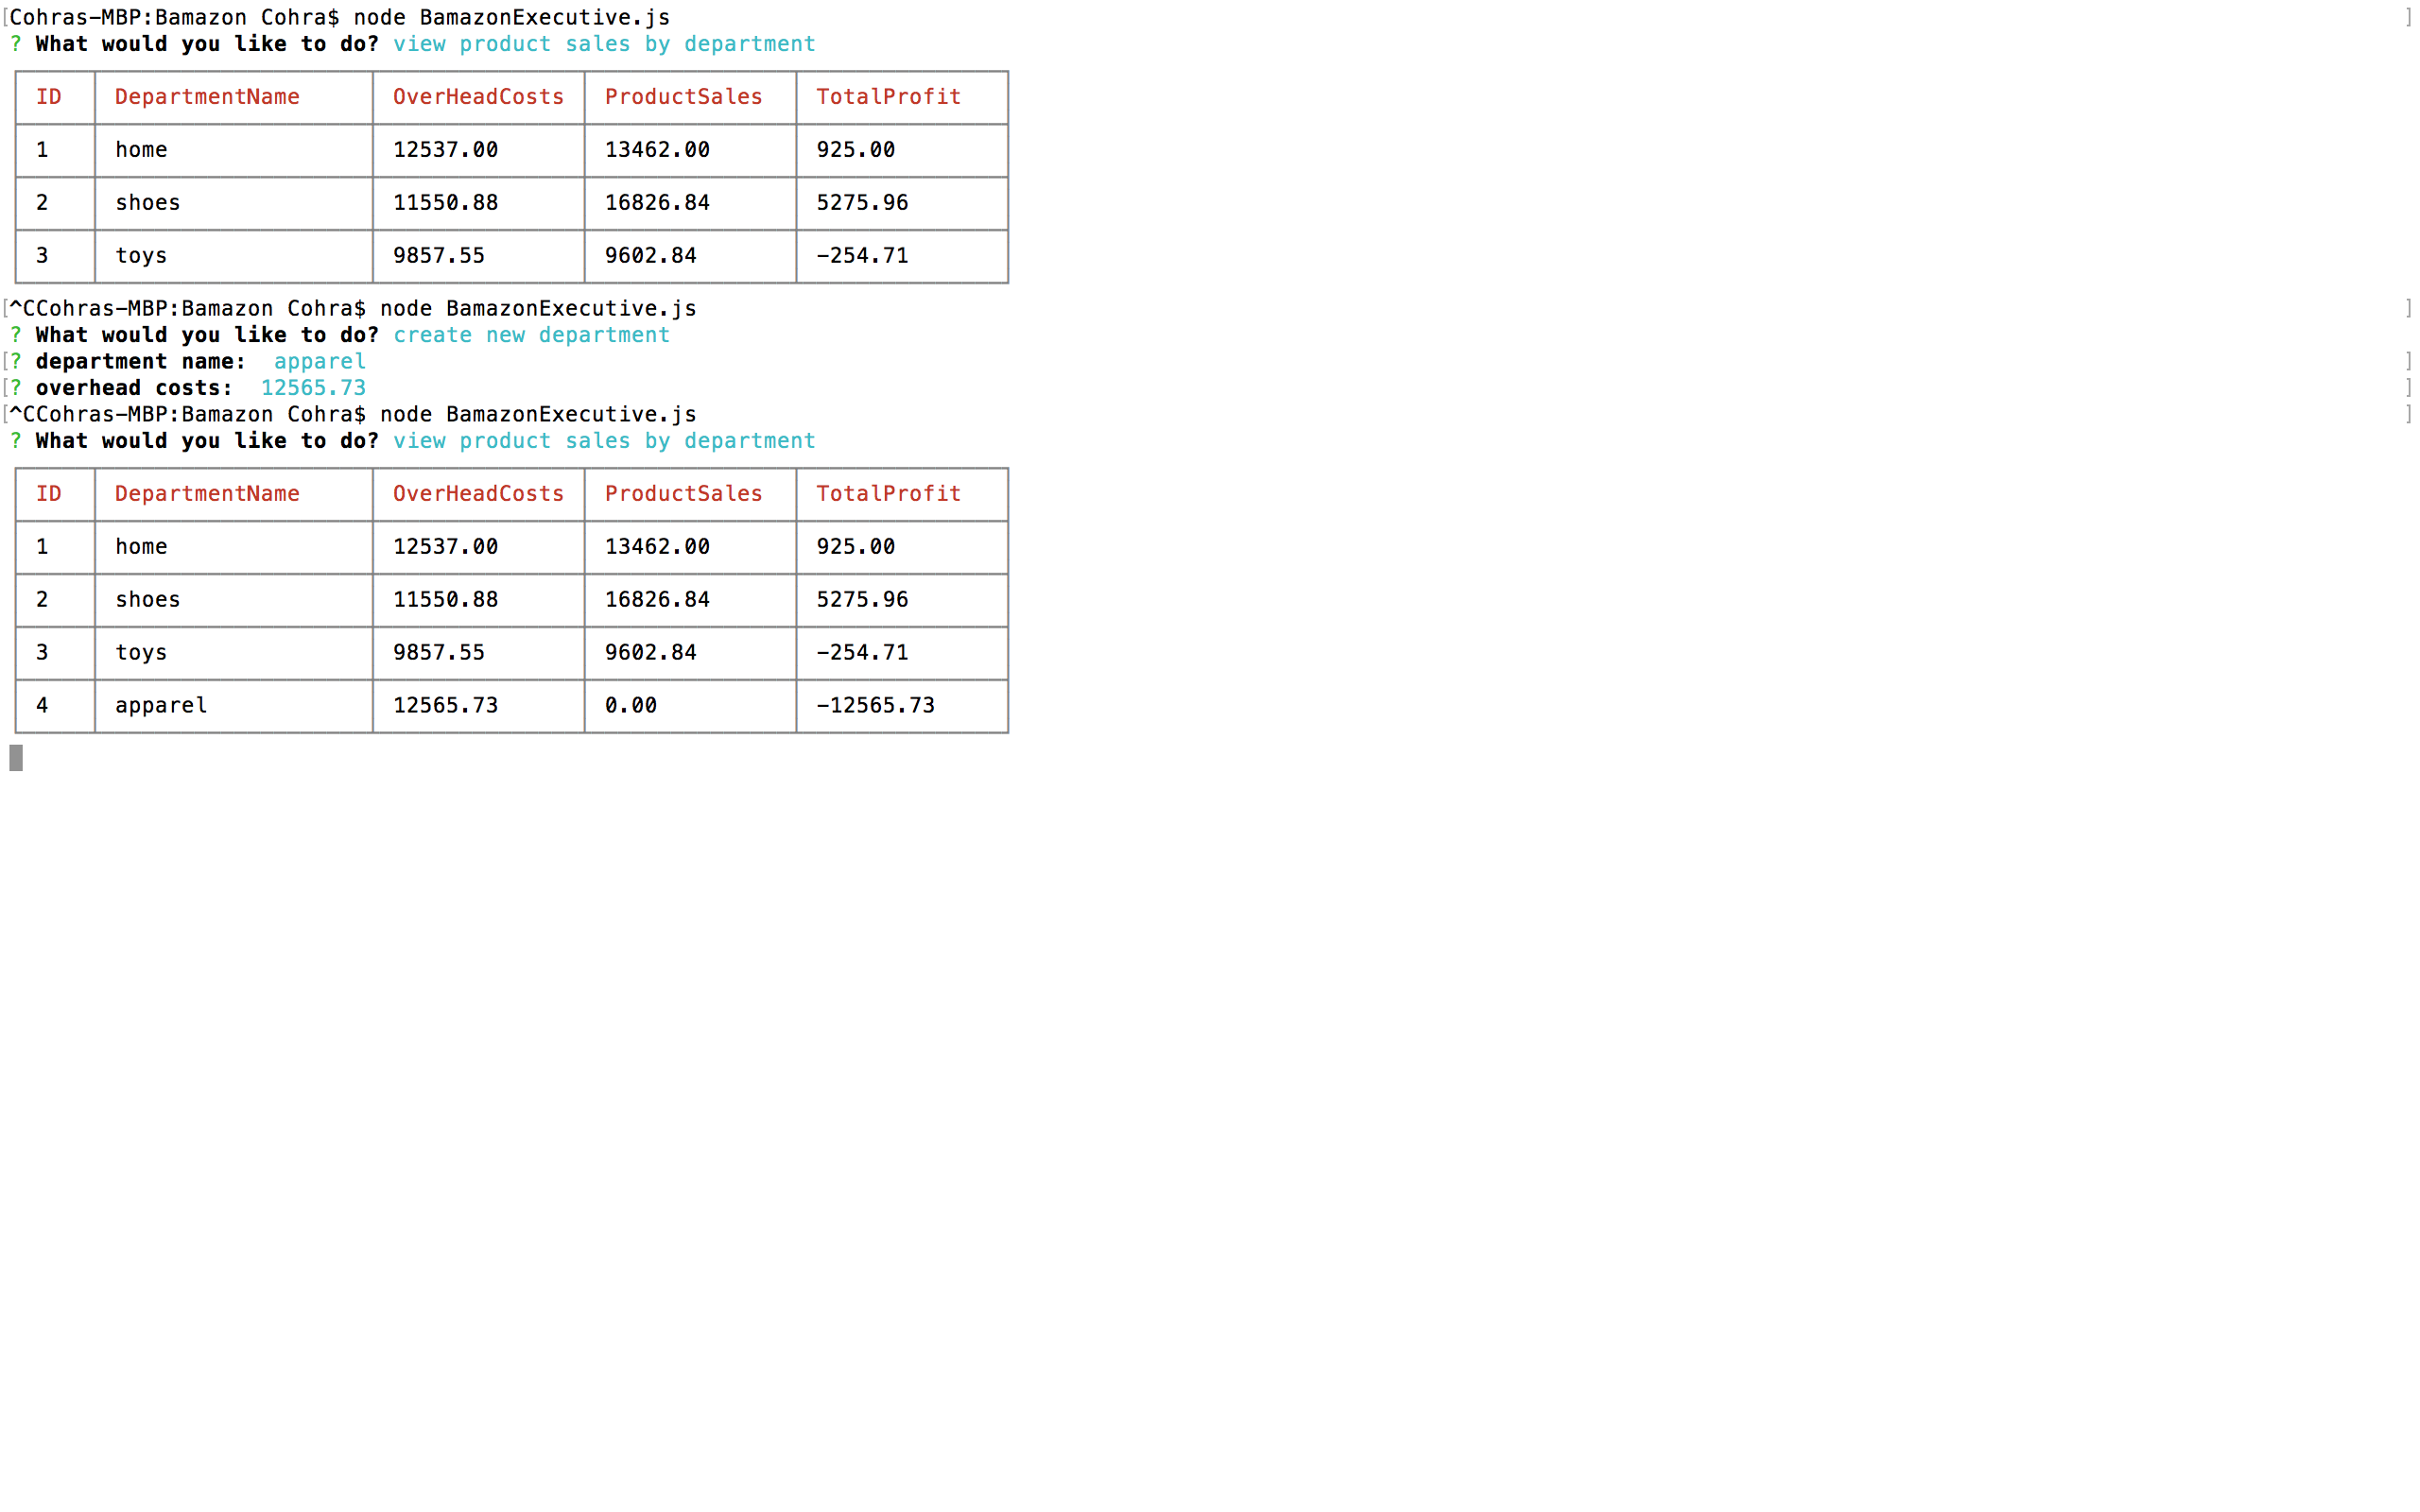 [Cohras-MBP:Bamazon Cohra$ node BamazonExecutive.js ]
? What would you like to do? view product sales by department
ID DepartmentName OverHeadCosts ProductSales TotalProfit
1 home 12537.00 13462.00 925.00
2 shoes 11550.88 16826.84 5275.96
3 toys 9857.55 9602.84 -254.71
[^CCohras-MBP:Bamazon Cohra$ node BamazonExecutive.js ]
? What would you like to do? create new department
[? department name: apparel ]
[? overhead costs: 12565.73 ]
[^CCohras-MBP:Bamazon Cohra$ node BamazonExecutive.js ]
? What would you like to do? view product sales by department
ID DepartmentName OverHeadCosts ProductSales TotalProfit
1 home 12537.00 13462.00 925.00
2 shoes 11550.88 16826.84 5275.96
3 toys 9857.55 9602.84 -254.71
4 apparel 12565.73 0.00 -12565.73